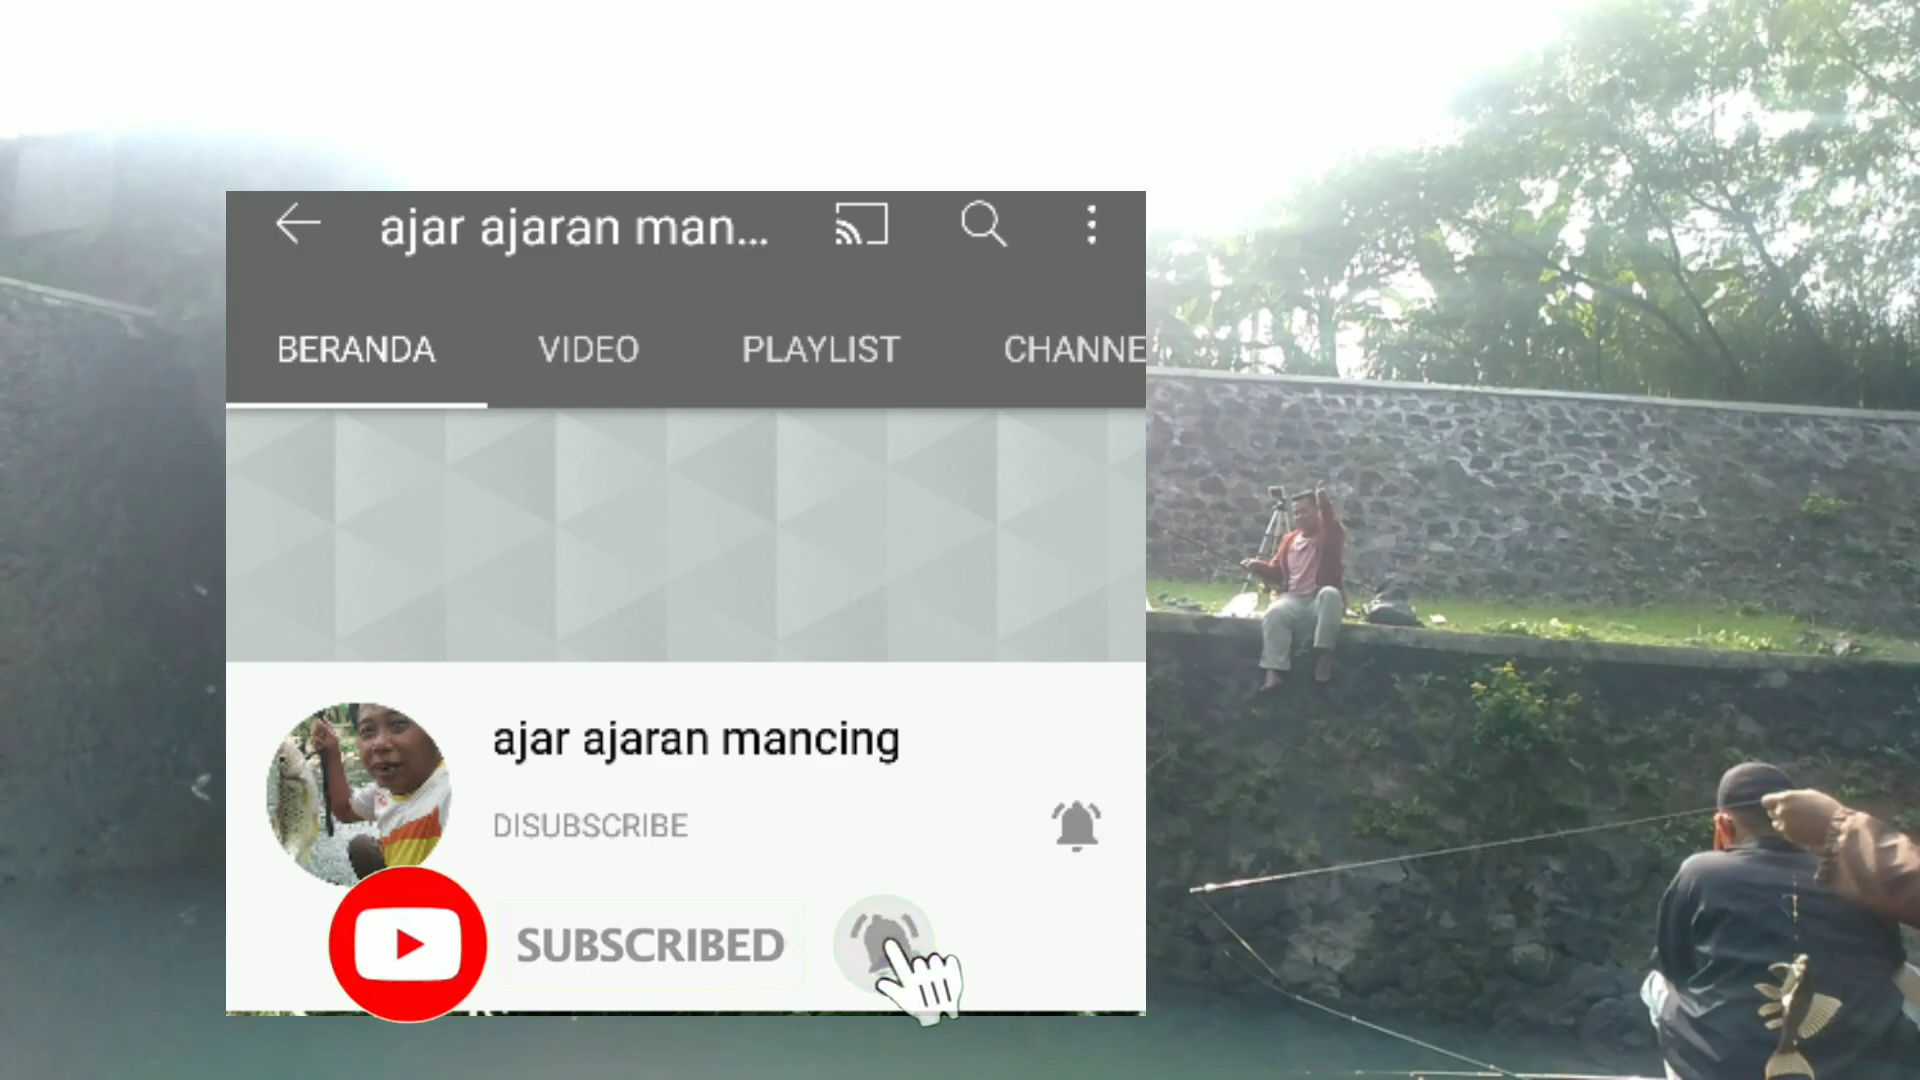 ajar ajaran man...
BERANDA VIDEO PLAYLIST CHANNE
ajar ajaran mancing
DISUBSCRIBE
SUBSCRIBED